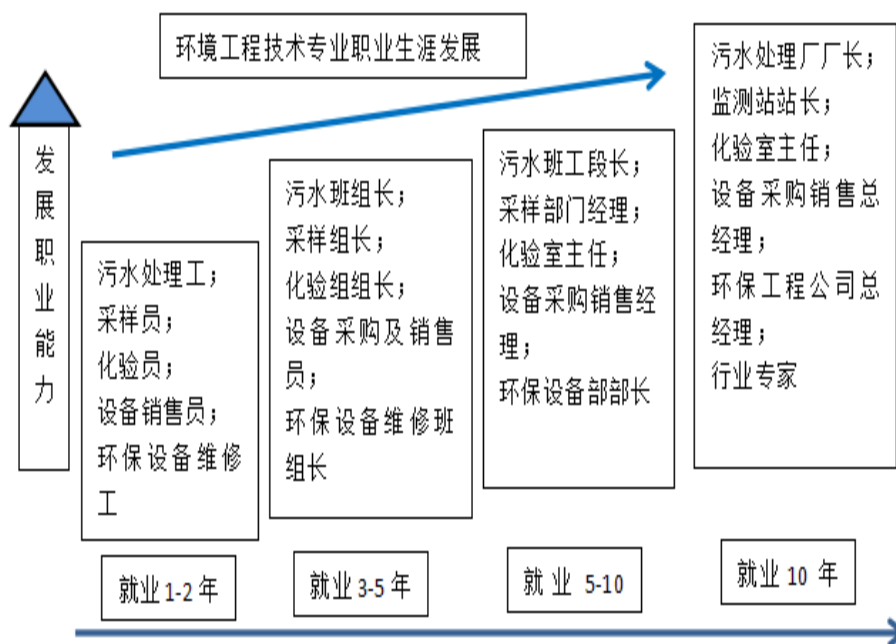 环境工程技术专业职业生涯发展
发
展
职
业
能
力
污水处理工；
采样员；
化验员；
设备销售员；
环保设备维修
工
污水班组长；
采样组长；
化验组组长；
设备采购及销售
员；
环保设备维修班
组长
污水班工段长；
采样部门经理；
化验室主任；
设备采购销售经
理；
环保设备部部长
污水处理厂厂长；
监测站站长；
化验室主任；
设备采购销售总
经理；
环保工程公司总
经理；
行业专家
就业 1-2 年
就业 3-5 年
就 业 5-10
就业 10 年